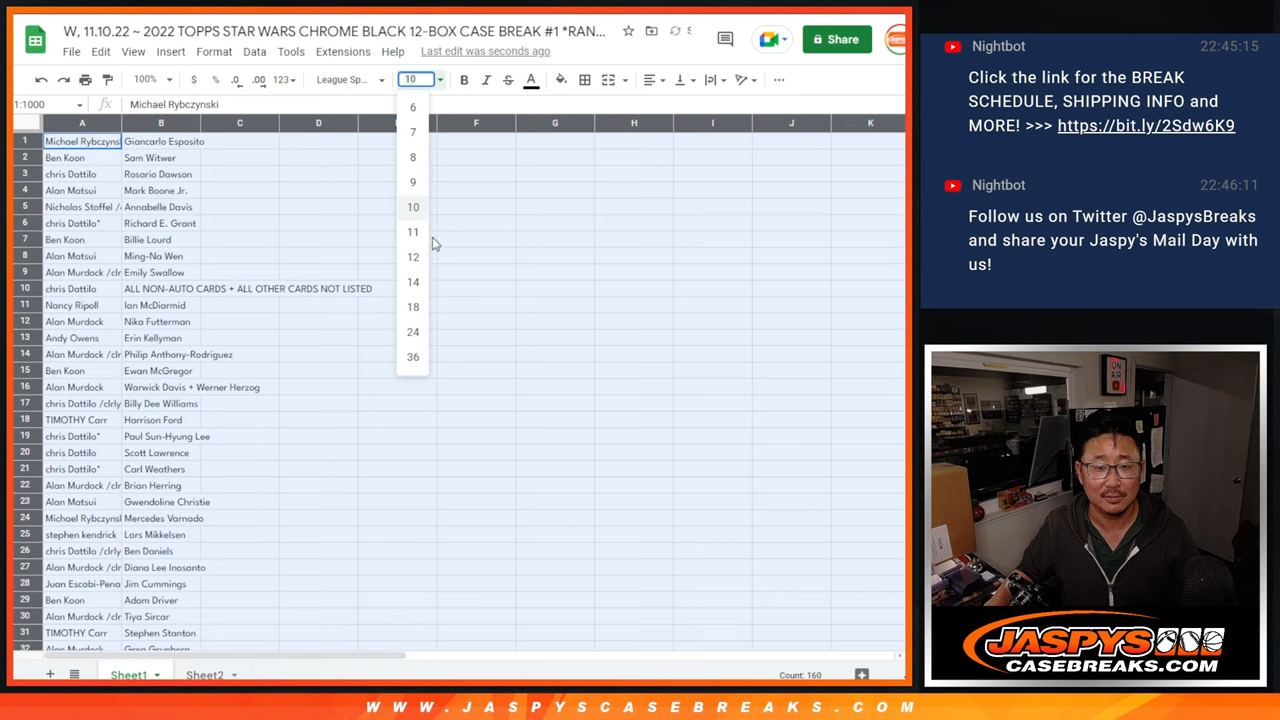 W, 11.10.22 ~ 2022 TOPPS STAR WARS CHROME BLACK 12-BOX CASE BREAK #1 *RAN...
File Edit View Insert Format Data Tools Extensions Help Last edit was seconds ago
Share
100% $ % .0 .00 123 League Sp... 10 B I S A
1:1000 fx Michael Rybczynski
A B C D F G H I J K
1 Michael Rybczynsl Giancarlo Esposito
2 Ben Koon Sam Witwer
3 chris Dattilo Rosario Dawson
4 Alan Matsui Mark Boone Jr.
5 Nicholas Stoffel /c Annabelle Davis
6 chris Dattilo* Richard E. Grant
7 Ben Koon Billie Lourd
8 Alan Matsui Ming-Na Wen
9 Alan Murdock /clr Emily Swallow
10 chris Dattilo ALL NON-AUTO CARDS + ALL OTHER CARDS NOT LISTED
11 Nancy Ripoll Ian McDiarmid
12 Alan Murdock Nika Futterman
13 Andy Owens Erin Kellyman
14 Alan Murdock /clr Philip Anthony-Rodriguez
15 Ben Koon Ewan McGregor
16 Alan Murdock Warwick Davis + Werner Herzog
17 chris Dattilo /clrly Billy Dee Williams
18 TIMOTHY Carr Harrison Ford
19 chris Dattilo* Paul Sun-Hyung Lee
20 chris Dattilo Scott Lawrence
21 chris Dattilo* Carl Weathers
22 Alan Murdock /clr Brian Herring
23 Alan Matsui Gwendoline Christie
24 Michael Rybczynsl Mercedes Varnado
25 stephen kendrick Lars Mikkelsen
26 chris Dattilo /clrly Ben Daniels
27 Alan Murdock /clr Diana Lee Inosanto
28 Juan Escabi-Pena Jim Cummings
29 Ben Koon Adam Driver
30 Alan Murdock /clr Tiya Sircar
31 TIMOTHY Carr Stephen Stanton
32 Alan Murdock /clr Greg Grunberg
6
7
8
9
10
11
12
14
18
24
36
Sheet1 Sheet2 Count: 160
Nightbot 22:45:15
Click the link for the BREAK
SCHEDULE, SHIPPING INFO and
MORE! >>> https://bit.ly/2Sdw6K9
Nightbot 22:46:11
Follow us on Twitter @JaspysBreaks
and share your Jaspy's Mail Day with
us!
ON AIR
JASPYS
CASEBREAKS.COM
WWW.JASPYSCASEBREAKS.COM